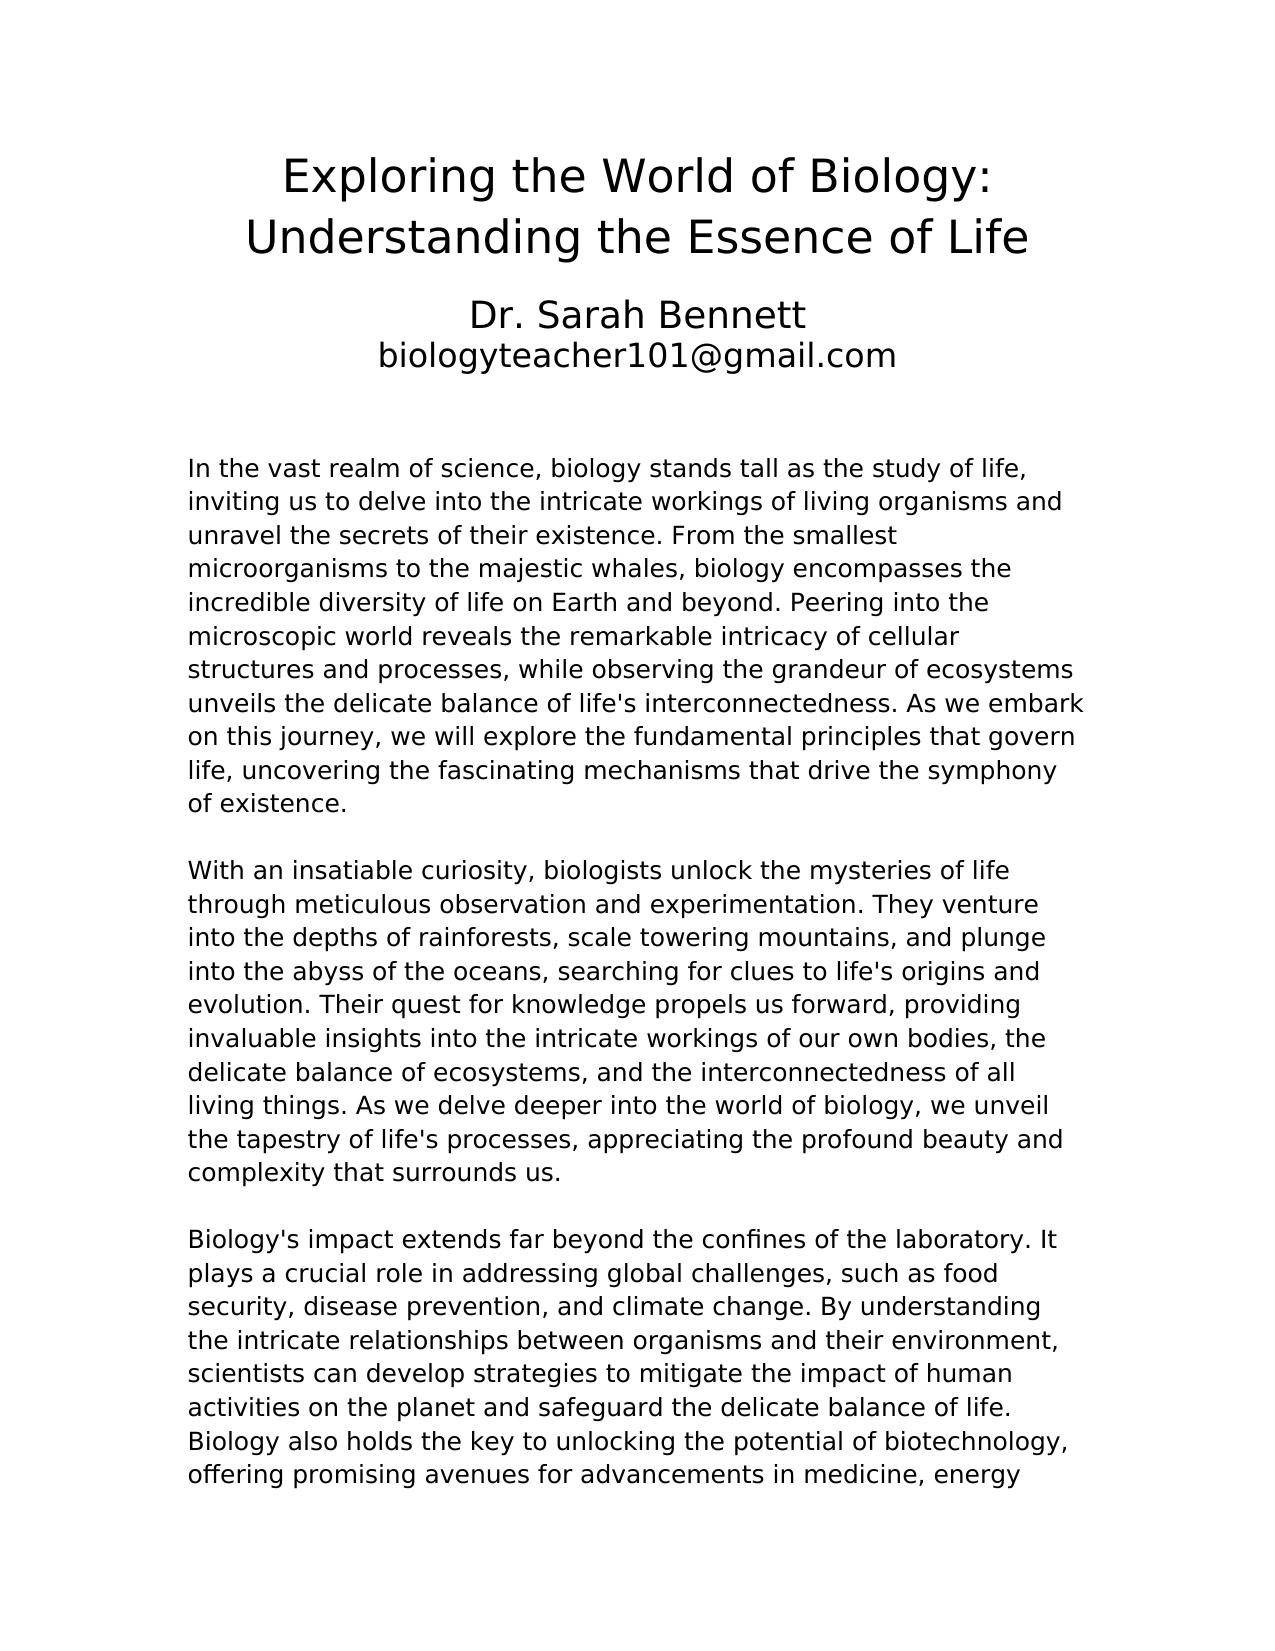 Exploring the World of Biology:
Understanding the Essence of Life
Dr. Sarah Bennett
biologyteacher101@gmail.com
In the vast realm of science, biology stands tall as the study of life,
inviting us to delve into the intricate workings of living organisms and
unravel the secrets of their existence. From the smallest
microorganisms to the majestic whales, biology encompasses the
incredible diversity of life on Earth and beyond. Peering into the
microscopic world reveals the remarkable intricacy of cellular
structures and processes, while observing the grandeur of ecosystems
unveils the delicate balance of life's interconnectedness. As we embark
on this journey, we will explore the fundamental principles that govern
life, uncovering the fascinating mechanisms that drive the symphony
of existence.
With an insatiable curiosity, biologists unlock the mysteries of life
through meticulous observation and experimentation. They venture
into the depths of rainforests, scale towering mountains, and plunge
into the abyss of the oceans, searching for clues to life's origins and
evolution. Their quest for knowledge propels us forward, providing
invaluable insights into the intricate workings of our own bodies, the
delicate balance of ecosystems, and the interconnectedness of all
living things. As we delve deeper into the world of biology, we unveil
the tapestry of life's processes, appreciating the profound beauty and
complexity that surrounds us.
Biology's impact extends far beyond the confines of the laboratory. It
plays a crucial role in addressing global challenges, such as food
security, disease prevention, and climate change. By understanding
the intricate relationships between organisms and their environment,
scientists can develop strategies to mitigate the impact of human
activities on the planet and safeguard the delicate balance of life.
Biology also holds the key to unlocking the potential of biotechnology,
offering promising avenues for advancements in medicine, energy